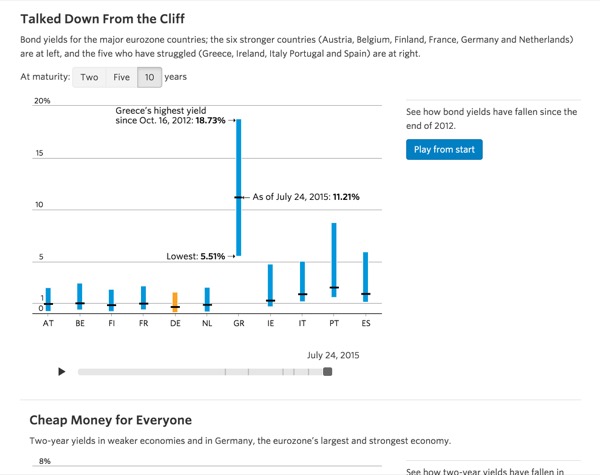 Talked Down From the Cliff
Bond yields for the major eurozone countries; the six stronger countries (Austria, Belgium, Finland, France, Germany and Netherlands)
are at left, and the five who have struggled (Greece, Ireland, Italy Portugal and Spain) are at right.
At maturity: Two Five 10 years
20%
Greece's highest yield
since Oct. 16, 2012: 18.73%
See how bond yields have fallen since the
end of 2012.
Play from start
15
As of July 24, 2015: 11.21%
10
Lowest: 5.51%
5
1
0
AT BE FI FR DE NL GR IE IT PT ES
July 24, 2015
Cheap Money for Everyone
Two-year yields in weaker economies and in Germany, the eurozone's largest and strongest economy.
8%
See how two-year yields have fallen in